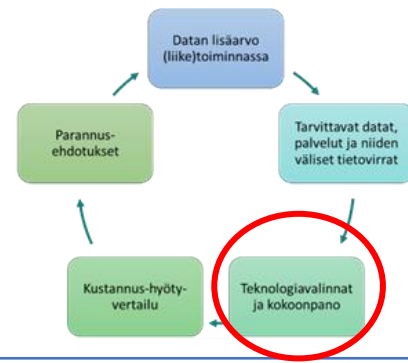 Datan lisäarvo
(liike)toiminnassa
Tarvittavat datat,
palvelut ja niiden
väliset tietovirrat
Teknologiavalinnat
ja kokoonpano
Kustannus-hyöty-
vertailu
Parannus-
ehdotukset